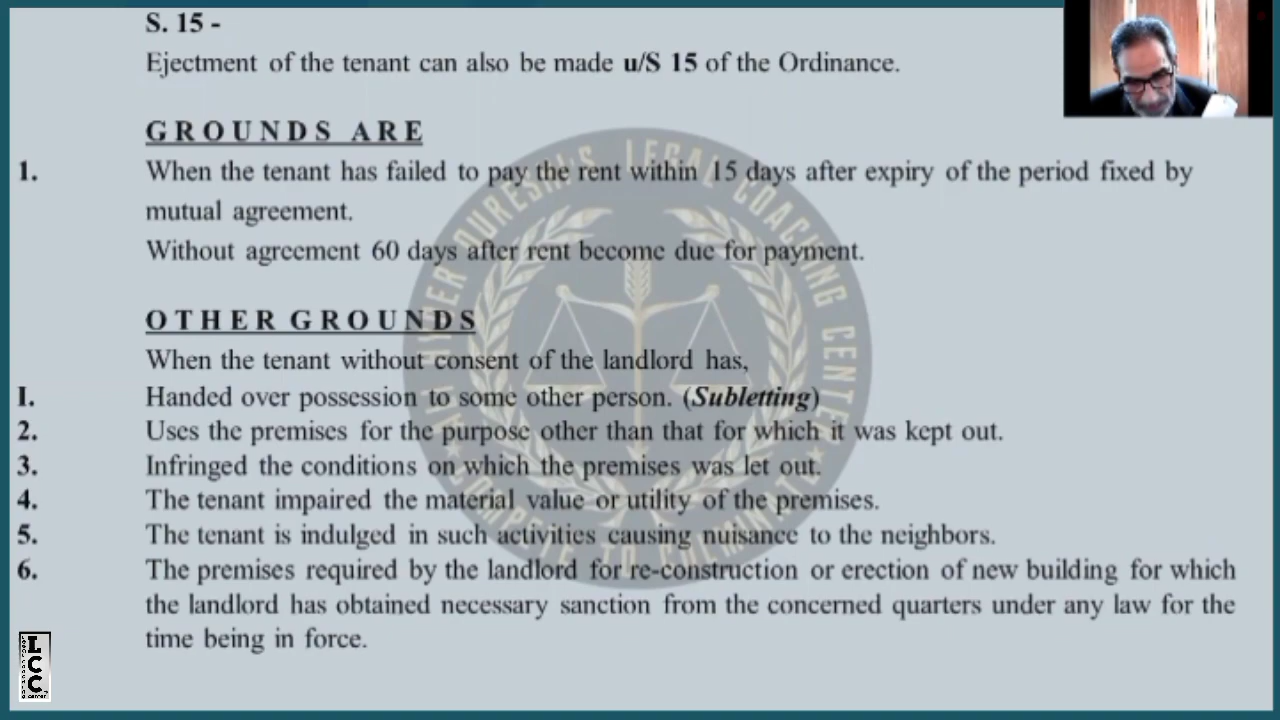 S. 15 -
Ejectment of the tenant can also be made u/S 15 of the Ordinance.
GROUNDS ARE
1. When the tenant has failed to pay the rent within 15 days after expiry of the period fixed by
mutual agreement.
Without agreement 60 days after rent become due for payment.
OTHER GROUNDS
When the tenant without consent of the landlord has,
I. Handed over possession to some other person. (Subletting)
2. Uses the premises for the purpose other than that for which it was kept out.
3. Infringed the conditions on which the premises was let out.
4. The tenant impaired the material value or utility of the premises.
5. The tenant is indulged in such activities causing nuisance to the neighbors.
6. The premises required by the landlord for re-construction or erection of new building for which
the landlord has obtained necessary sanction from the concerned quarters under any law for the
time being in force.
QURESHI'S LEGAL COACHING CENTER
COMPETE TO CULMINATE
LCC